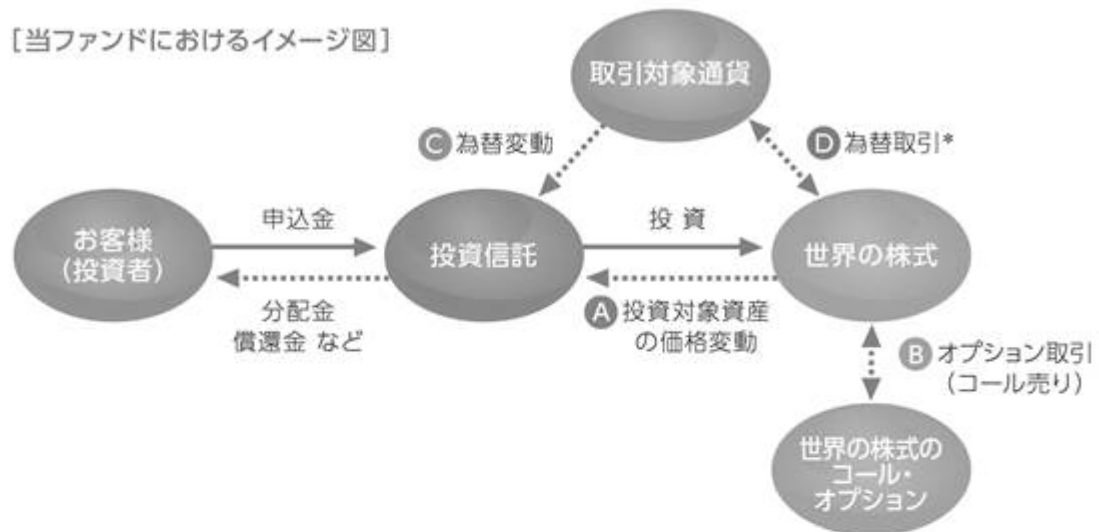 [当ファンドにおけるイメージ図]
取引対象通貨
C 為替変動
D 為替取引*
お客様
(投資者)
申込金
投資信託
投 資
世界の株式
分配金
償還金 など
A 投資対象資産
の価格変動
B オプション取引
(コール売り)
世界の株式の
コール・
オプション